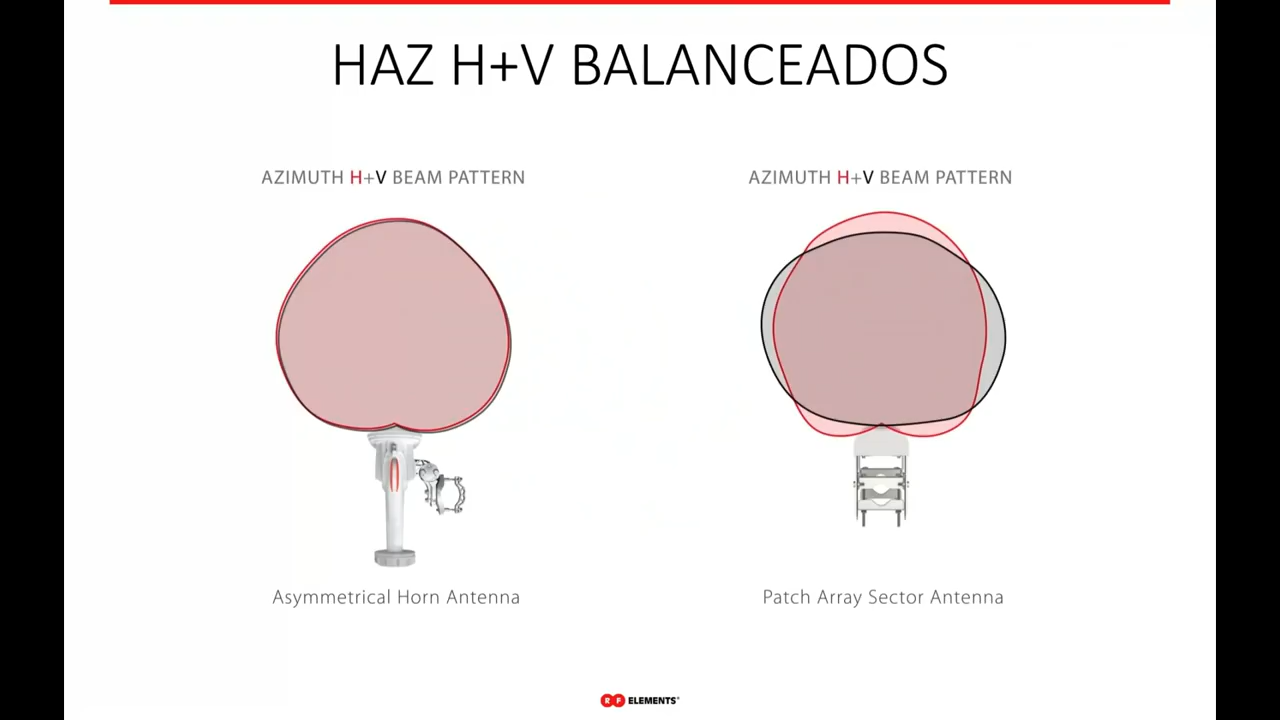 HAZ H+V BALANCEADOS
AZIMUTH H+V BEAM PATTERN
AZIMUTH H+V BEAM PATTERN
Asymmetrical Horn Antenna
Patch Array Sector Antenna
RF ELEMENTS